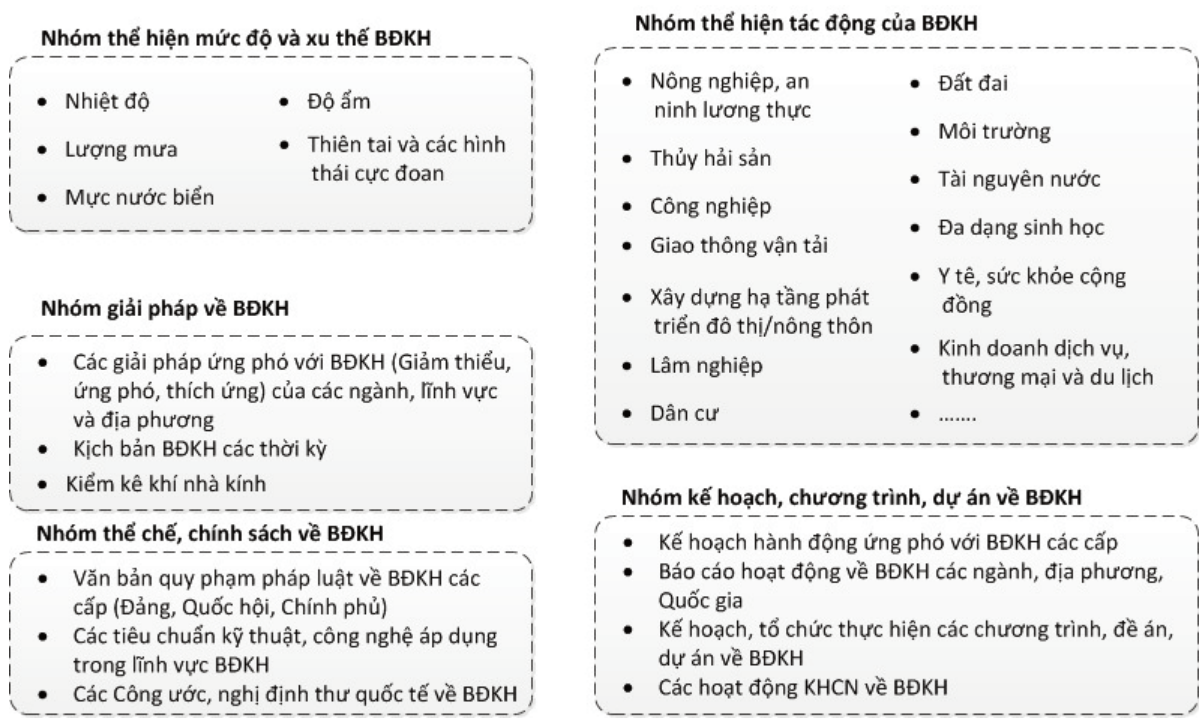 Nhóm thể hiện mức độ và xu thế BĐKH
• Nhiệt độ
• Lượng mưa
• Mực nước biển
• Độ ẩm
• Thiên tai và các hình
thái cực đoan
Nhóm giải pháp về BĐKH
• Các giải pháp ứng phó với BĐKH (Giảm thiểu,
ứng phó, thích ứng) của các ngành, lĩnh vực
và địa phương
• Kịch bản BĐKH các thời kỳ
• Kiểm kê khí nhà kính
Nhóm thể chế, chính sách về BĐKH
• Văn bản quy phạm pháp luật về BĐKH các
cấp (Đảng, Quốc hội, Chính phủ)
• Các tiêu chuẩn kỹ thuật, công nghệ áp dụng
trong lĩnh vực BĐKH
• Các Công ước, nghị định thư quốc tế về BĐKH
Nhóm thể hiện tác động của BĐKH
• Nông nghiệp, an
ninh lương thực
• Thủy hải sản
• Công nghiệp
• Giao thông vận tải
• Xây dựng hạ tầng phát
triển đô thị/nông thôn
• Lâm nghiệp
• Dân cư
• Đất đai
• Môi trường
• Tài nguyên nước
• Đa dạng sinh học
• Y tê, sức khỏe cộng
đồng
• Kinh doanh dịch vụ,
thương mại và du lịch
• .......
Nhóm kế hoạch, chương trình, dự án về BĐKH
• Kế hoạch hành động ứng phó với BĐKH các cấp
• Báo cáo hoạt động về BĐKH các ngành, địa phương,
Quốc gia
• Kế hoạch, tổ chức thực hiện các chương trình, đề án,
dự án về BĐKH
• Các hoạt động KHCN về BĐKH